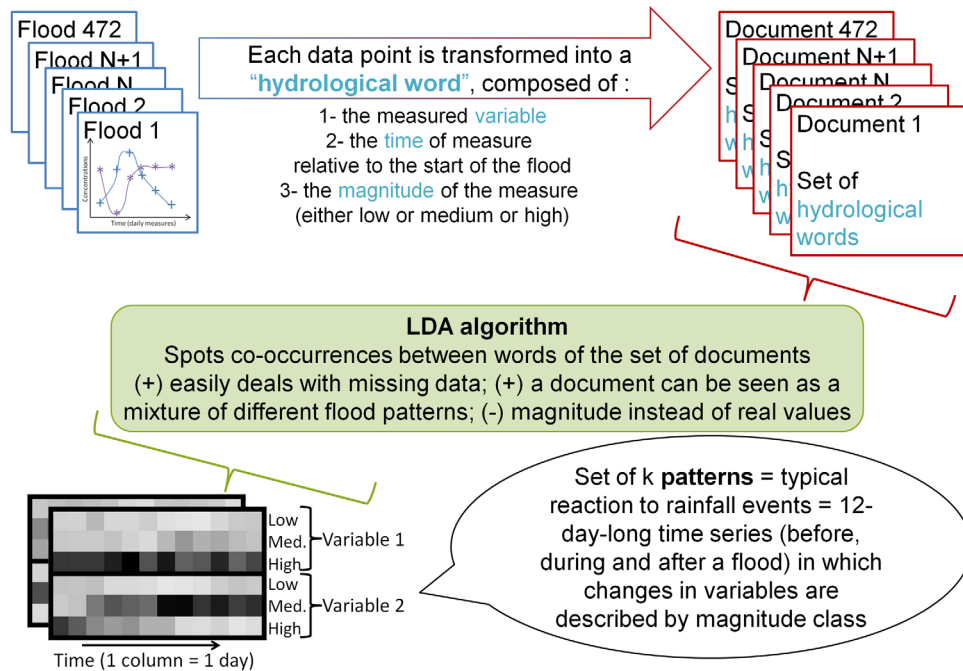 Flood 472
Flood N+1
Flood N
Flood 2
Flood 1
Concentrations
Time (daily measures)
Each data point is transformed into a
“hydrological word”, composed of :
1- the measured variable
2- the time of measure
relative to the start of the flood
3- the magnitude of the measure
(either low or medium or high)
Document 472
Document N+1
Document N
Document 2
Document 1
S
h
w
S
h
w
S
h
w
S
h
w
Set of
hydrological
words
LDA algorithm
Spots co-occurrences between words of the set of documents
(+) easily deals with missing data; (+) a document can be seen as a
mixture of different flood patterns; (-) magnitude instead of real values
Set of k patterns = typical
reaction to rainfall events = 12-
day-long time series (before,
during and after a flood) in which
changes in variables are
described by magnitude class
Low
Med.
High
Variable 1
Low
Med.
High
Variable 2
Time (1 column = 1 day)